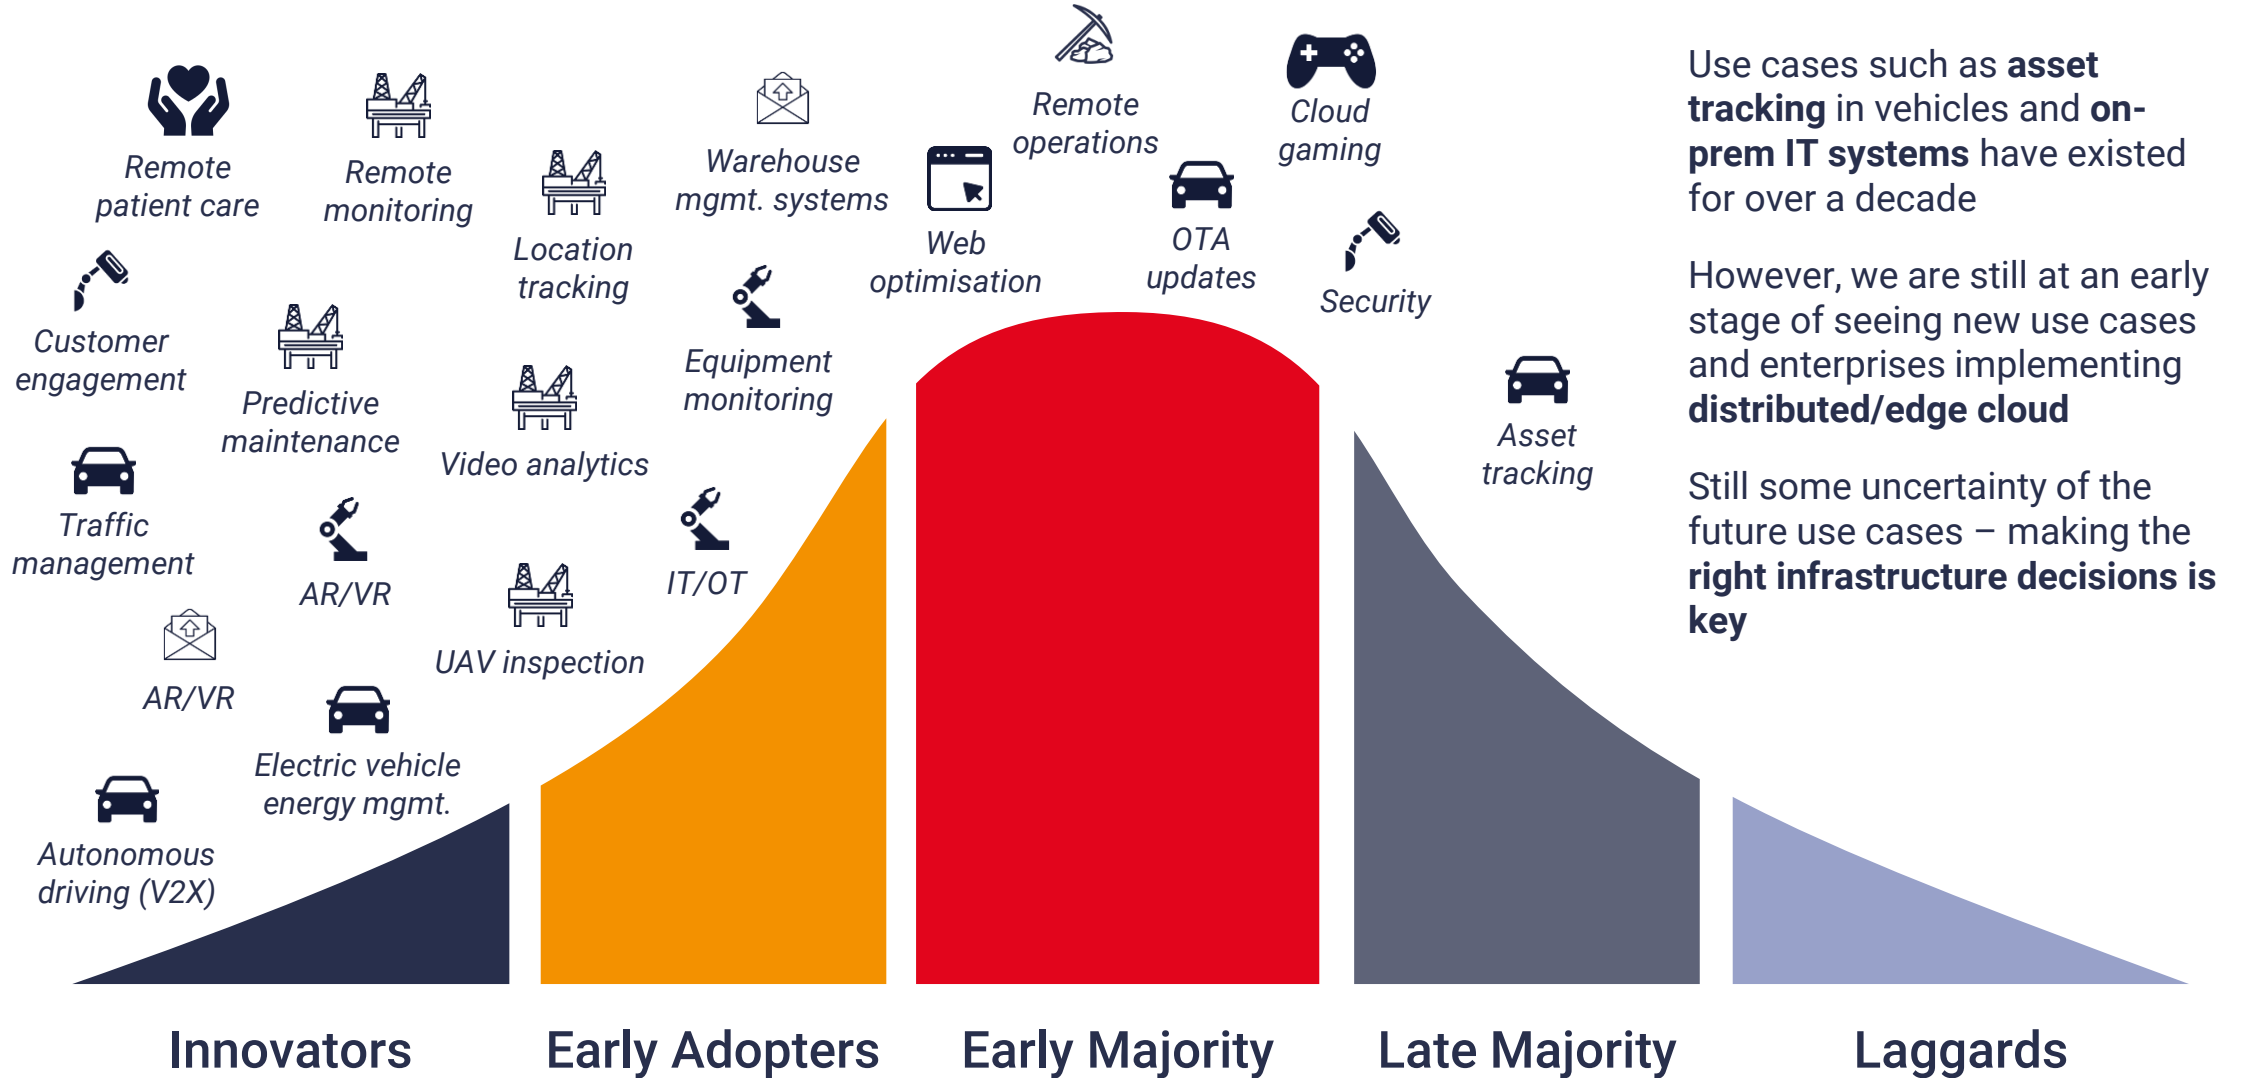 Remote
patient care
Remote
monitoring
Location
tracking
Warehouse
mgmt. systems
Remote
operations
Cloud
gaming
Web
optimisation
OTA
updates
Security
Customer
engagement
Predictive
maintenance
Video analytics
Equipment
monitoring
Asset
tracking
Traffic
management
AR/VR
UAV inspection
IT/OT
AR/VR
Electric vehicle
energy mgmt.
Autonomous
driving (V2X)
Use cases such as asset
tracking in vehicles and on-
prem IT systems have existed
for over a decade
However, we are still at an early
stage of seeing new use cases
and enterprises implementing
distributed/edge cloud
Still some uncertainty of the
future use cases – making the
right infrastructure decisions is
key
Innovators
Early Adopters
Early Majority
Late Majority
Laggards